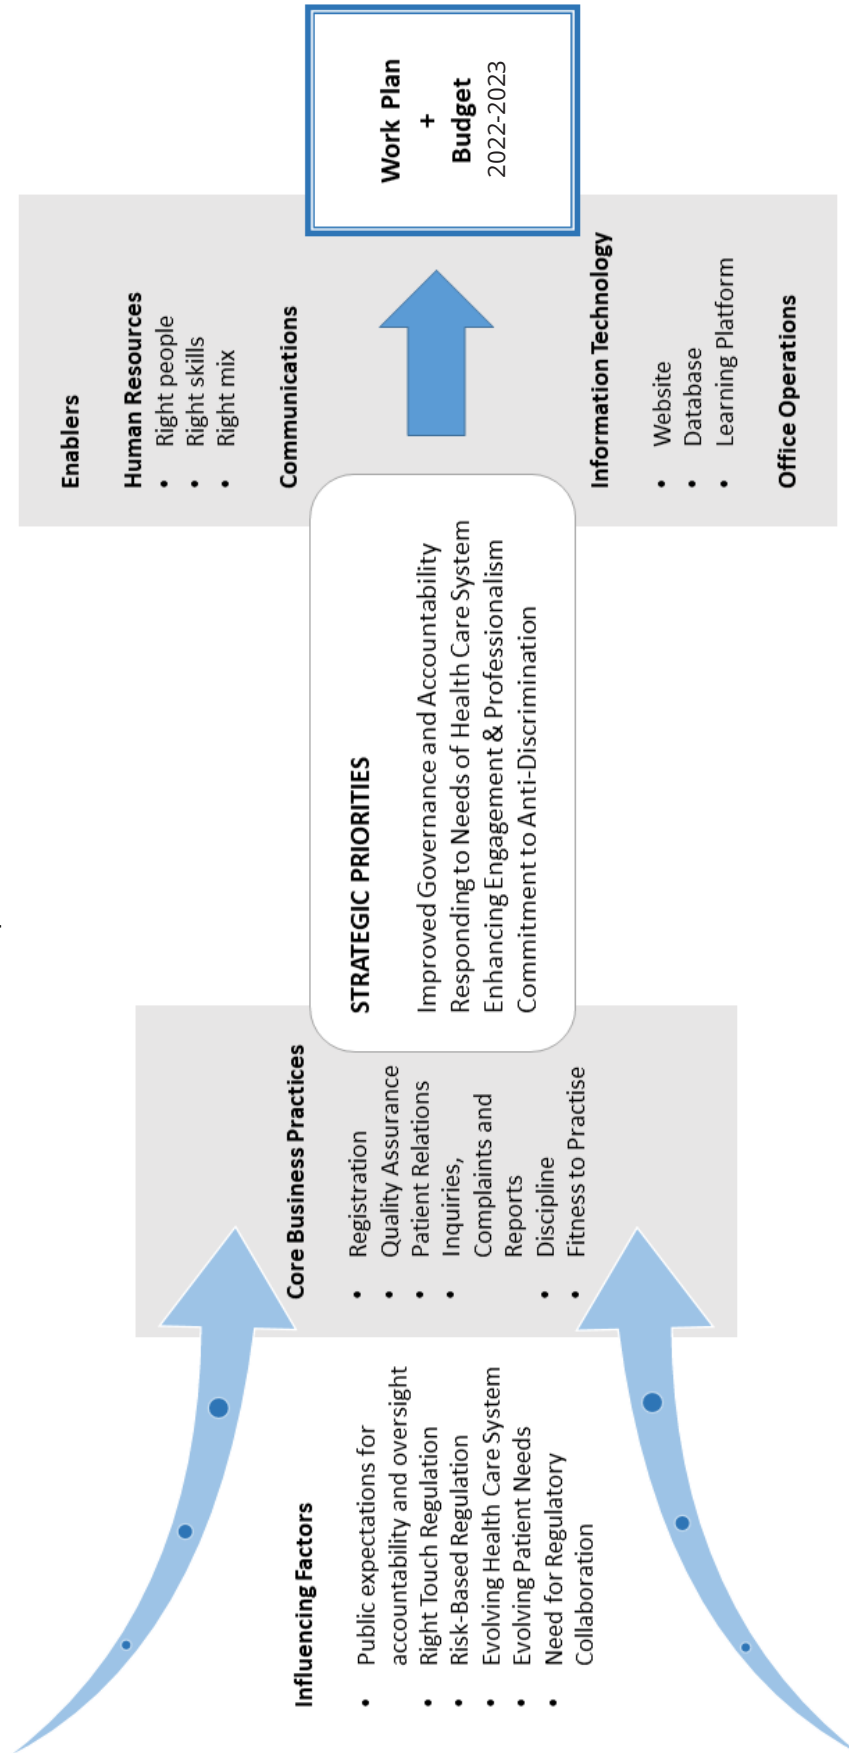 Influencing Factors
• Public expectations for
accountability and oversight
• Right Touch Regulation
• Risk-Based Regulation
• Evolving Health Care System
• Evolving Patient Needs
• Need for Regulatory
Collaboration
Core Business Practices
• Registration
• Quality Assurance
• Patient Relations
• Inquiries,
Complaints and
Reports
• Discipline
• Fitness to Practise
STRATEGIC PRIORITIES
Improved Governance and Accountability
Responding to Needs of Health Care System
Enhancing Engagement & Professionalism
Commitment to Anti-Discrimination
Enablers
Human Resources
• Right people
• Right skills
• Right mix
Communications
Information Technology
• Website
• Database
• Learning Platform
Office Operations
Work Plan
+
Budget
2022-2023